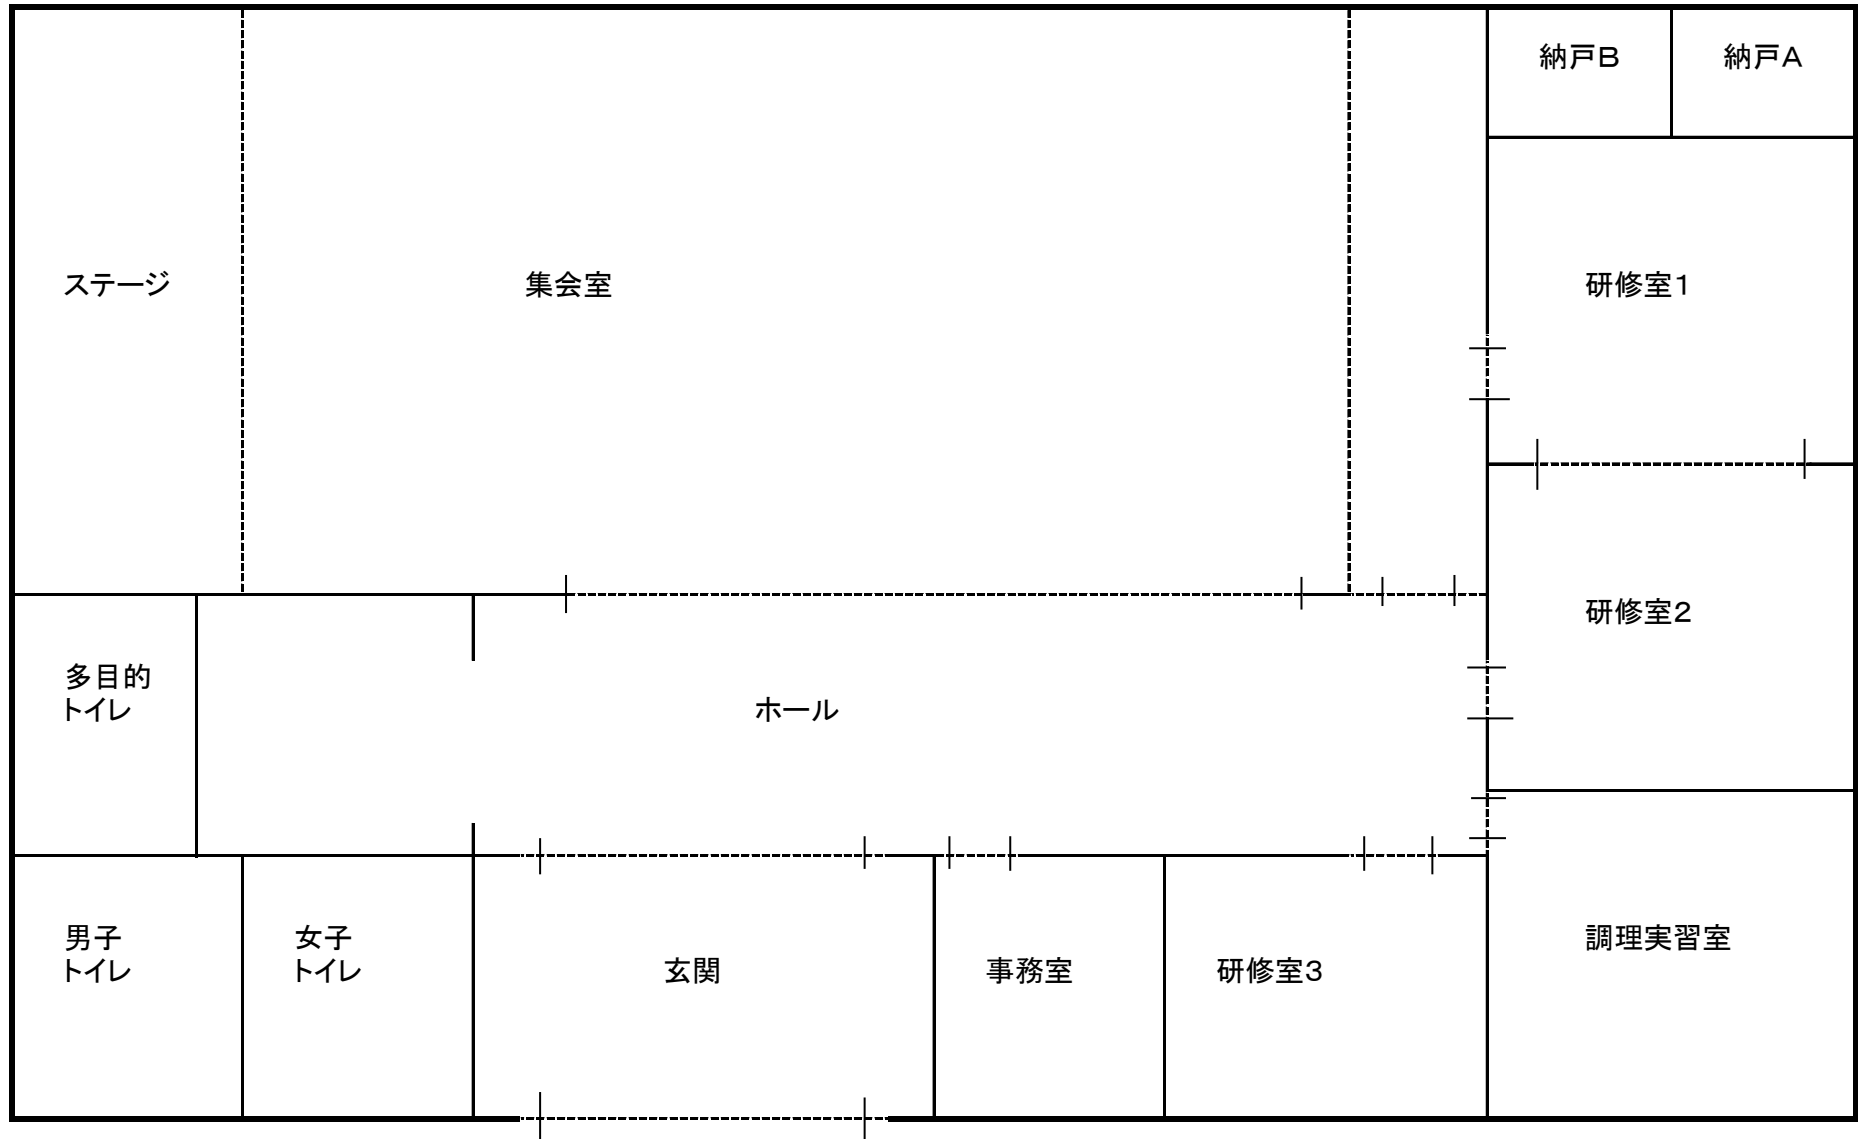 納戸B
納戸A
ステージ
集会室
研修室1
研修室2
多目的
トイレ
ホール
男子
トイレ
女子
トイレ
玄関
事務室
研修室3
調理実習室